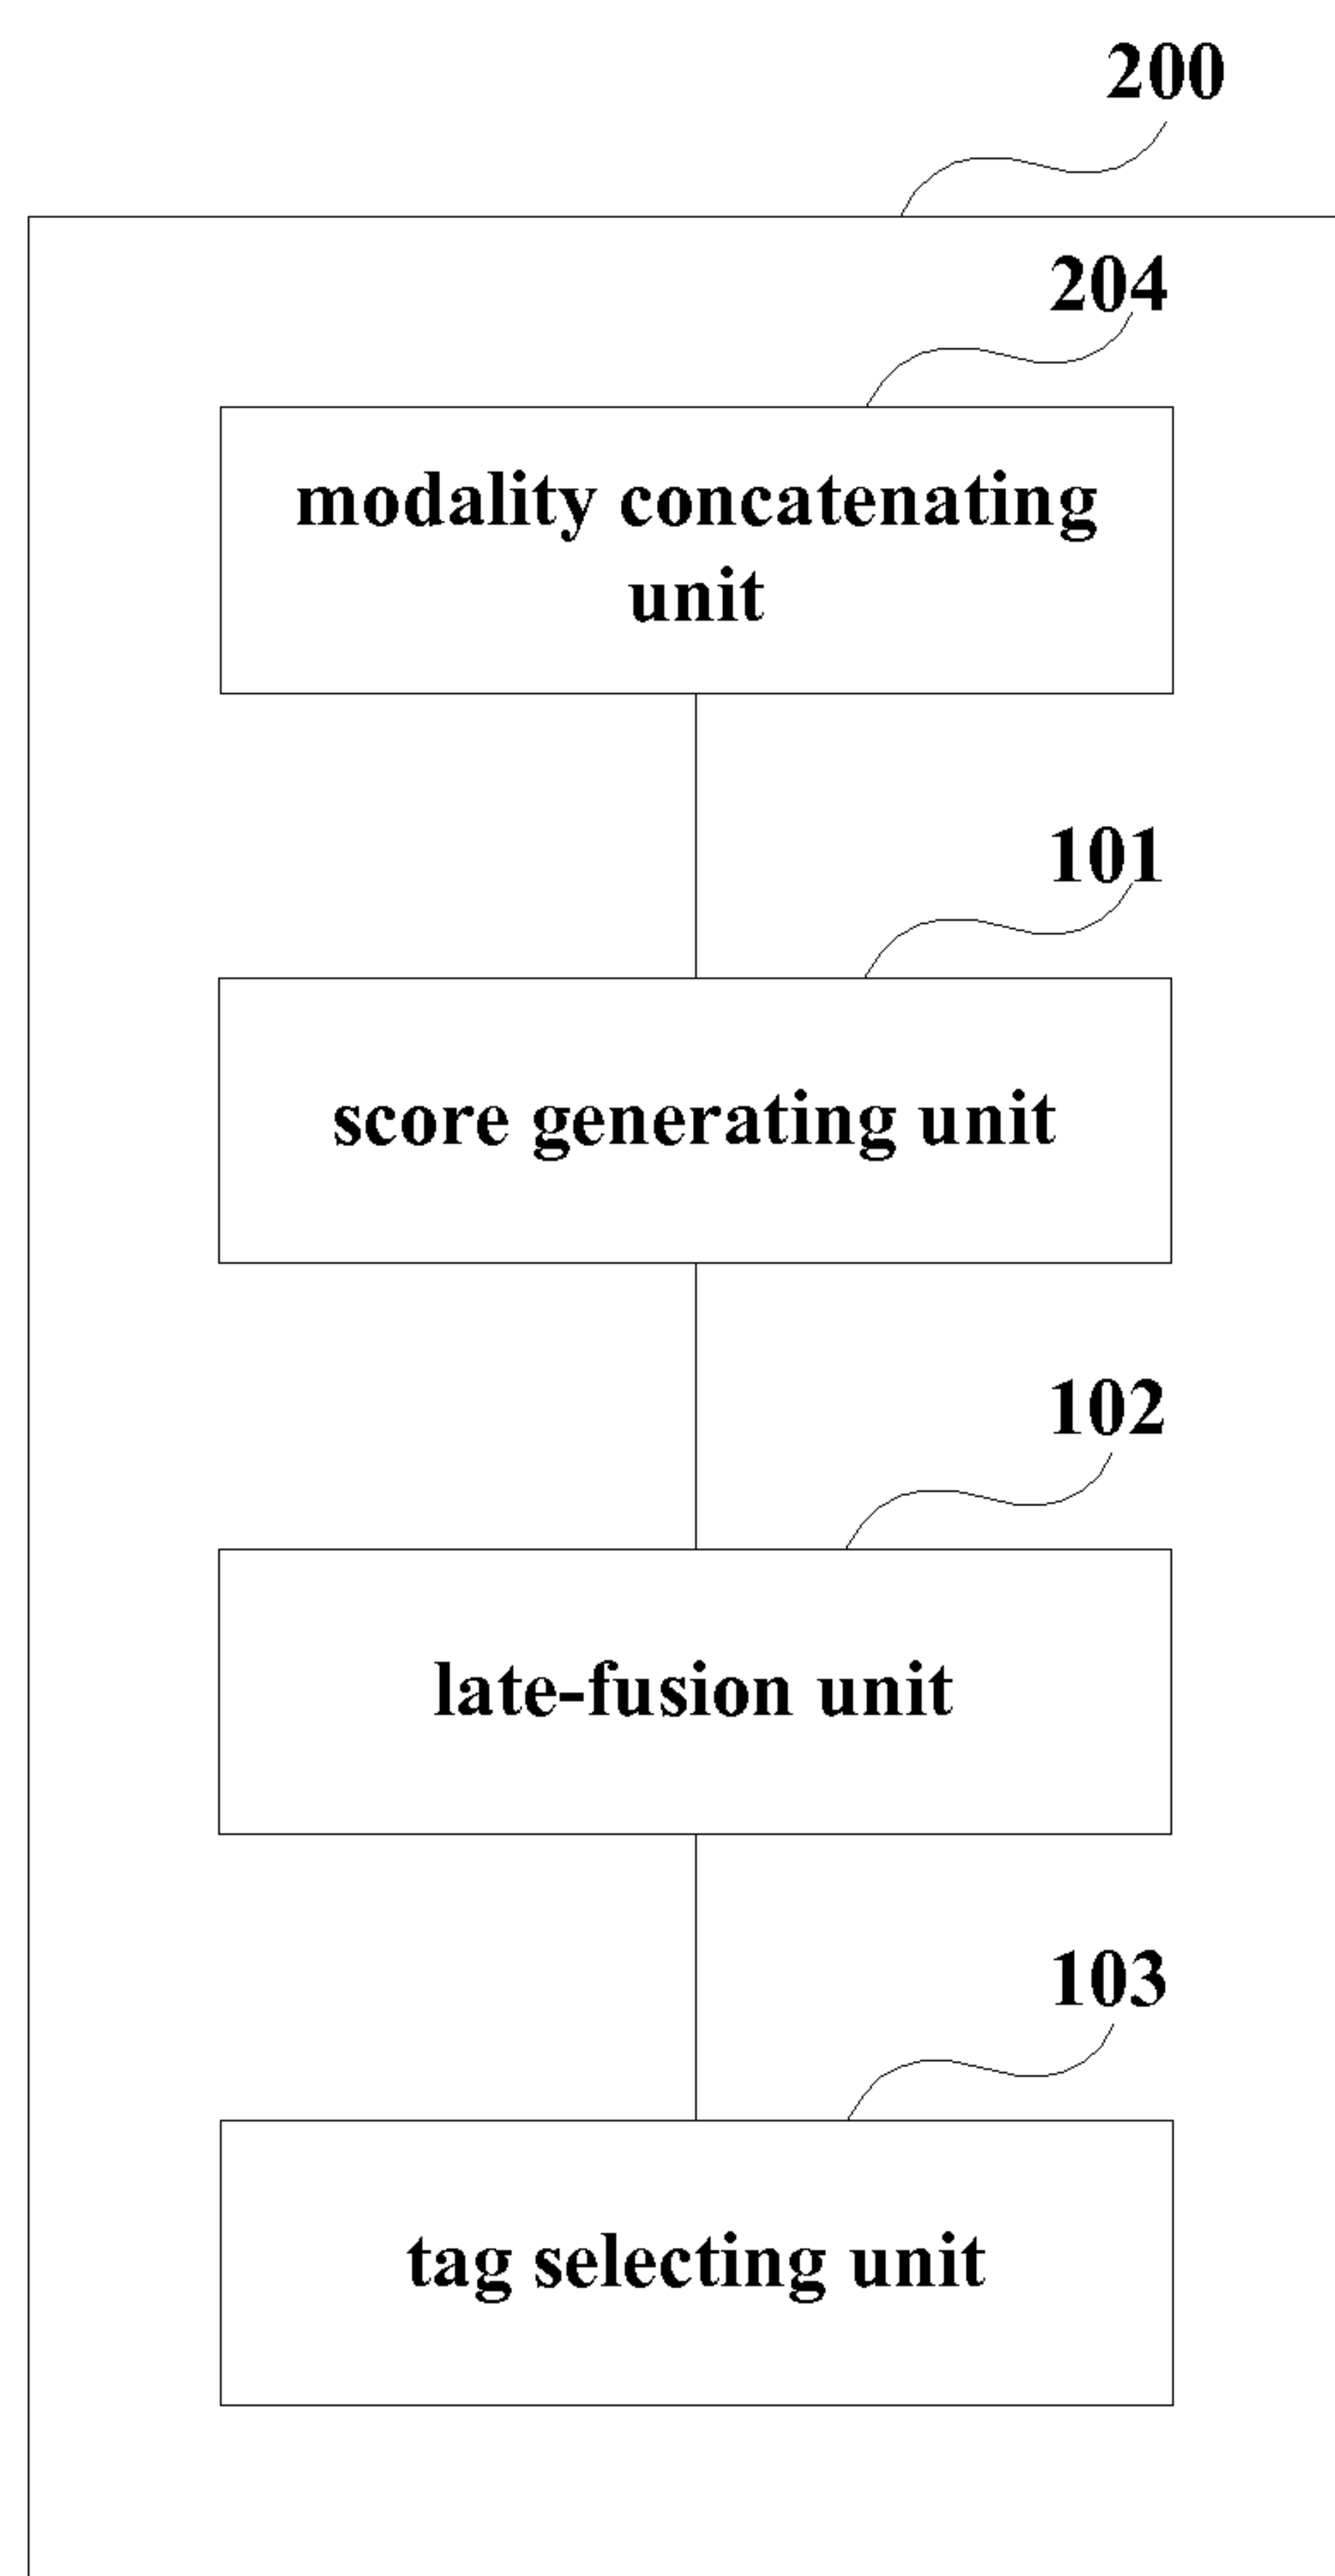 200
204
modality concatenating
unit
101
score generating unit
102
late-fusion unit
103
tag selecting unit